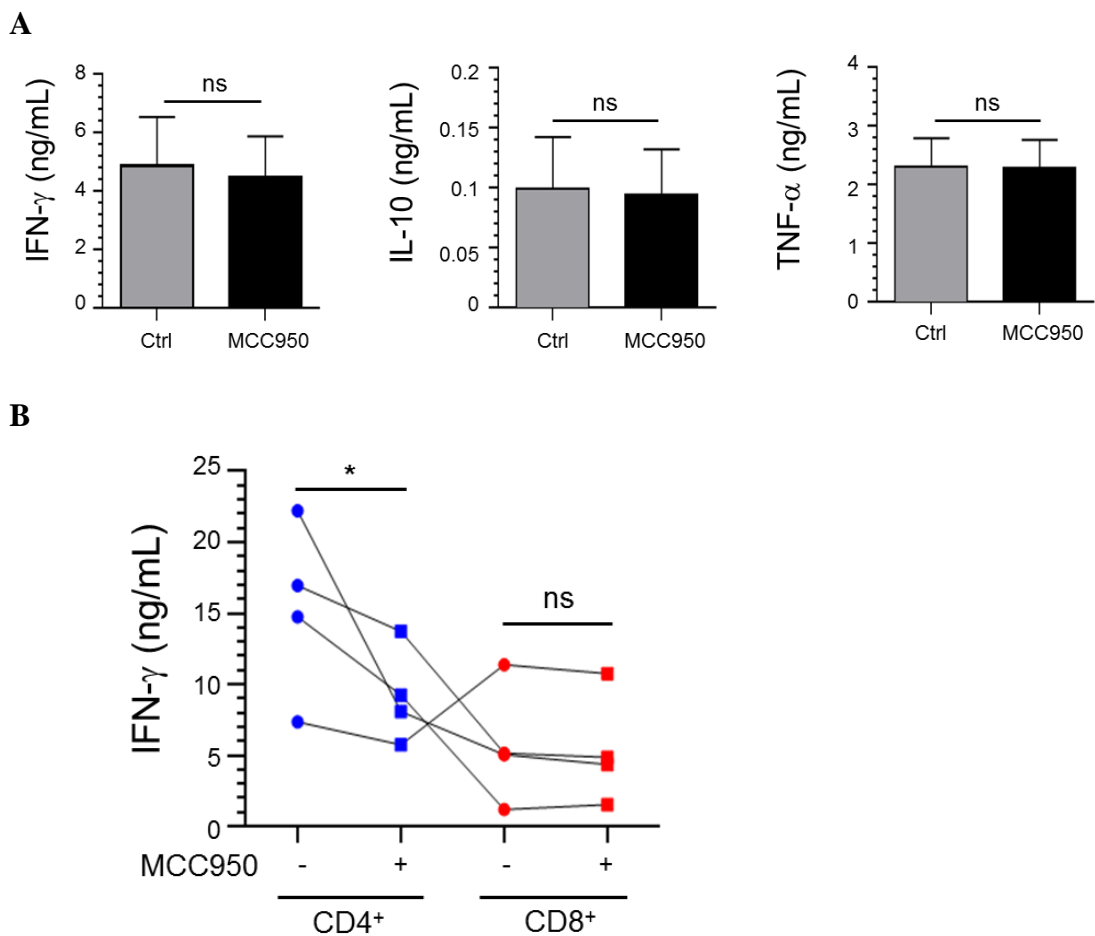 A
IFN-γ (ng/mL)
8
6
4
2
0
ns
Ctrl
MCC950
IL-10 (ng/mL)
0.2
0.15
0.1
0.05
0
ns
Ctrl
MCC950
TNF-α (ng/mL)
4
3
2
1
0
ns
Ctrl
MCC950
B
IFN-γ (ng/mL)
25
20
15
10
5
0
*
ns
MCC950 - + - +
CD4⁺ CD8⁺